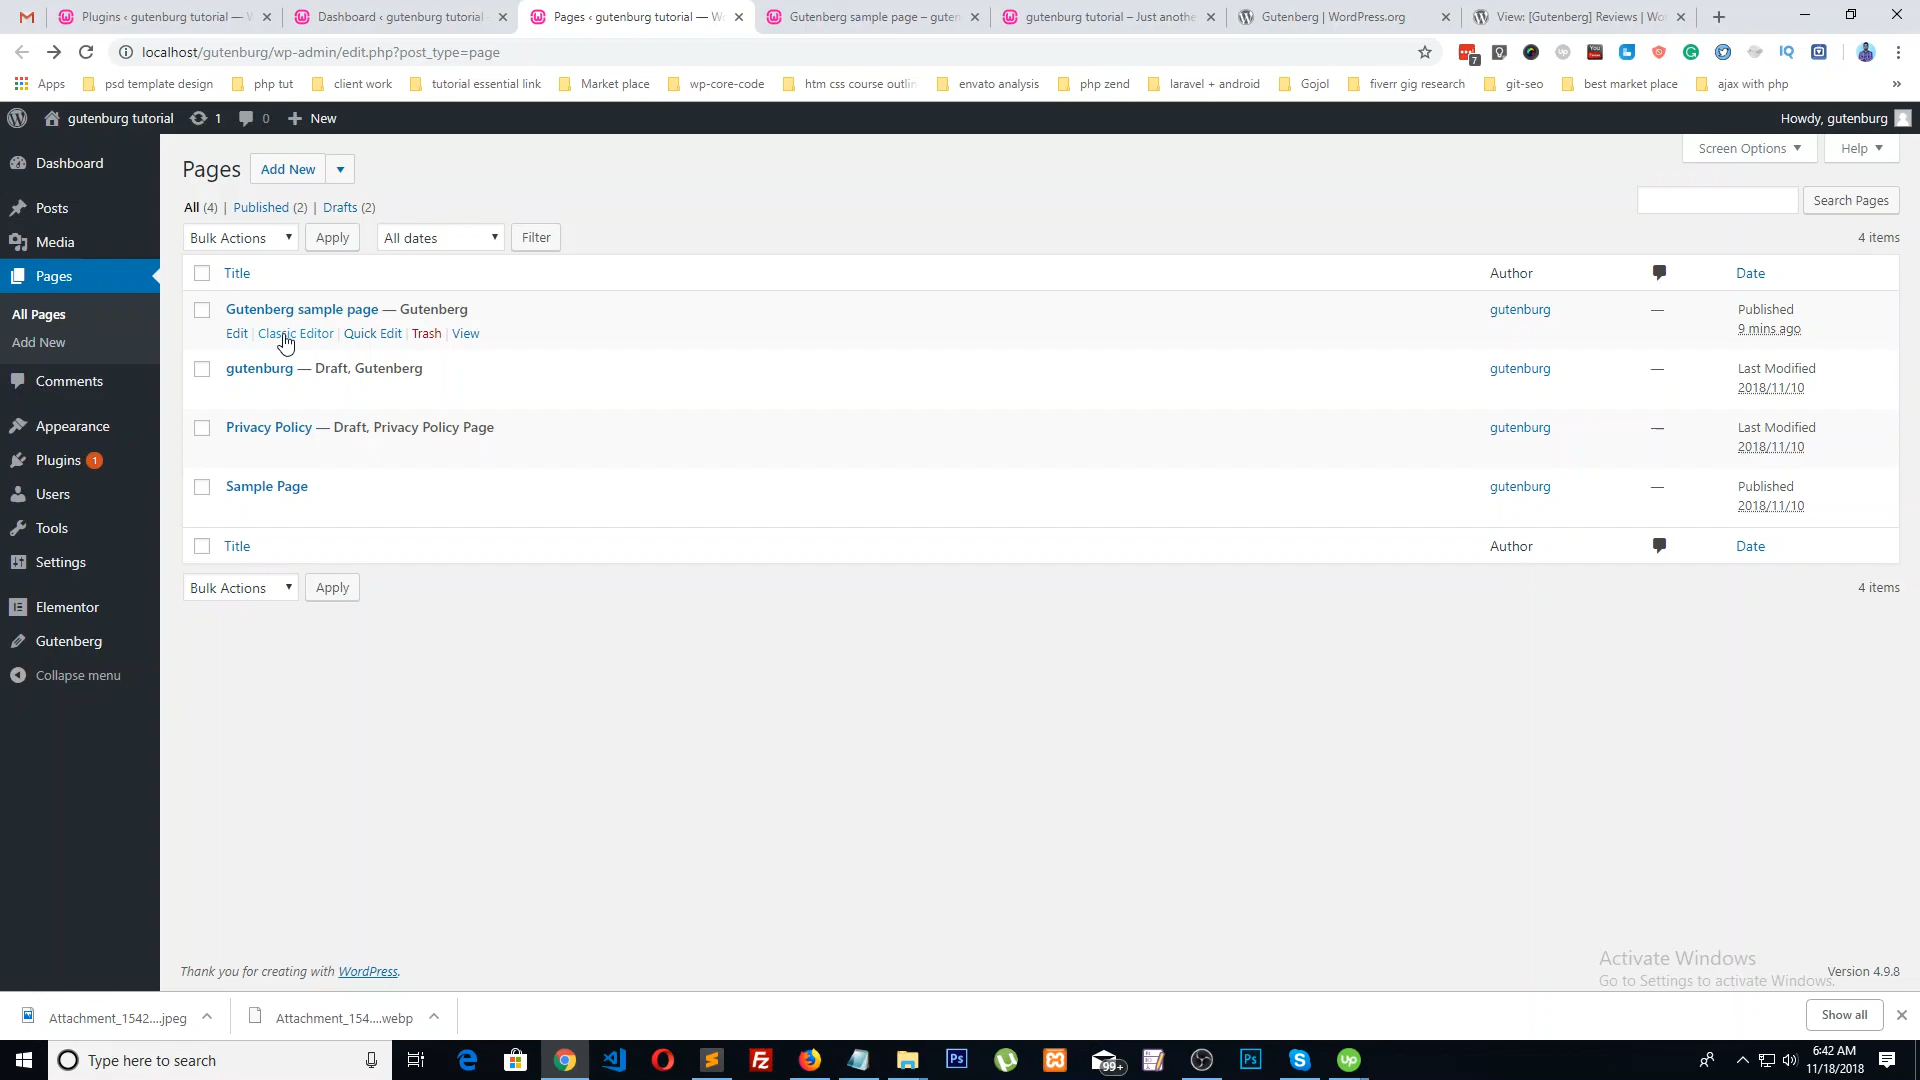 Plugins ‹ gutenburg tutorial — W
Dashboard ‹ gutenburg tutorial
Pages ‹ gutenburg tutorial — Wo
Gutenberg sample page – guten
gutenburg tutorial – Just anothe
Gutenberg | WordPress.org
View: [Gutenberg] Reviews | Wo
localhost/gutenburg/wp-admin/edit.php?post_type=page
7
Apps
psd template design
php tut
client work
tutorial essential link
Market place
wp-core-code
htm css course outlin
envato analysis
php zend
laravel + android
Gojol
fiverr gig research
git-seo
best market place
ajax with php
»
gutenburg tutorial
1
0
New
Howdy, gutenburg
Dashboard
Posts
Media
Pages
All Pages
Add New
Comments
Appearance
Plugins 1
Users
Tools
Settings
Elementor
Gutenberg
Collapse menu
Screen Options
Help
Pages
Add New
All (4) | Published (2) | Drafts (2)
Search Pages
Bulk Actions
Apply
All dates
Filter
4 items
Title
Author
Date
Gutenberg sample page — Gutenberg
gutenburg
—
Published
Edit | Classic Editor | Quick Edit | Trash | View
9 mins ago
gutenburg — Draft, Gutenberg
gutenburg
—
Last Modified
2018/11/10
Privacy Policy — Draft, Privacy Policy Page
gutenburg
—
Last Modified
2018/11/10
Sample Page
gutenburg
—
Published
2018/11/10
Title
Author
Date
Bulk Actions
Apply
4 items
Activate Windows
Go to Settings to activate Windows.
Thank you for creating with WordPress.
Version 4.9.8
Attachment_1542....jpeg
Attachment_154....webp
Show all
Type here to search
Ps
99+
Ps
6:42 AM
11/18/2018